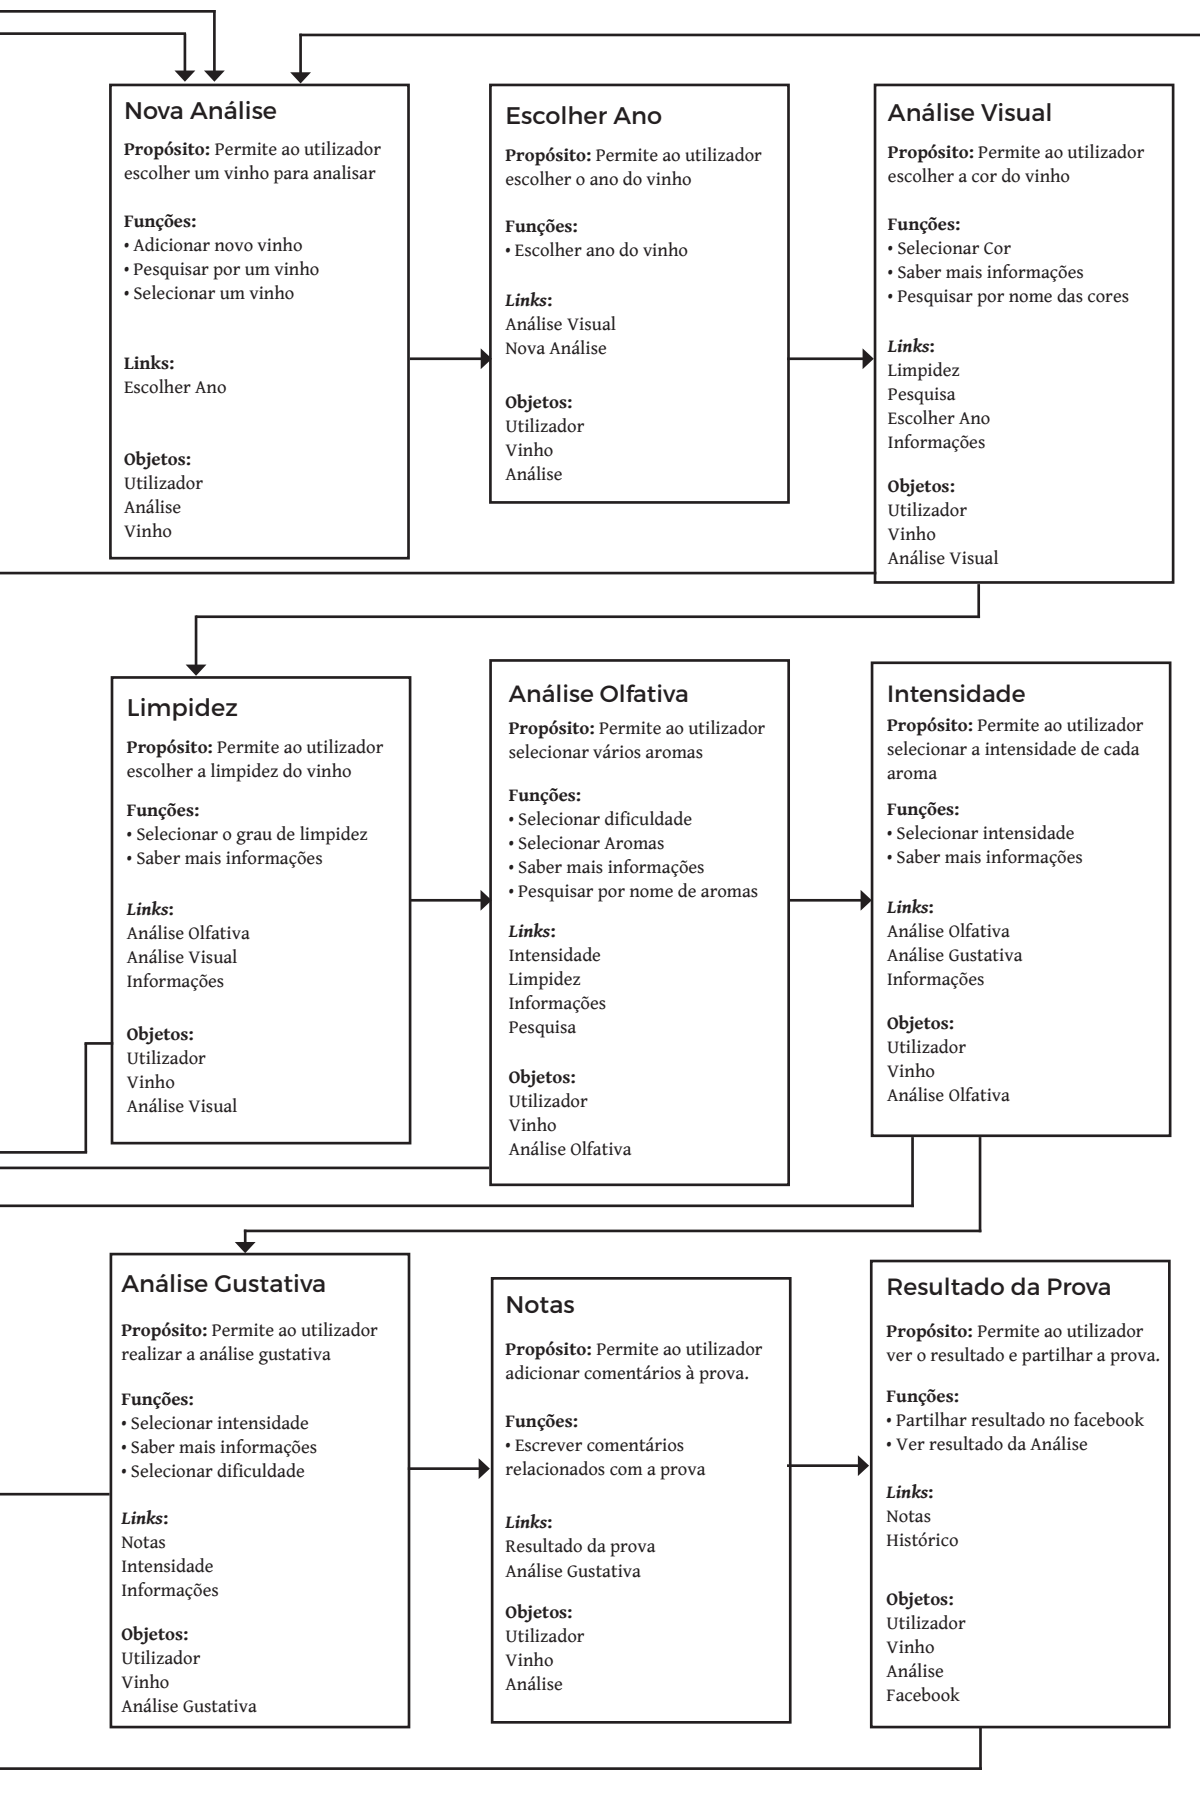 Nova Análise
Propósito: Permite ao utilizador
escolher um vinho para analisar
Funções:
• Adicionar novo vinho
• Pesquisar por um vinho
• Selecionar um vinho
Links:
Escolher Ano
Objetos:
Utilizador
Análise
Vinho
Escolher Ano
Propósito: Permite ao utilizador
escolher o ano do vinho
Funções:
• Escolher ano do vinho
Links:
Análise Visual
Nova Análise
Objetos:
Utilizador
Vinho
Análise
Análise Visual
Propósito: Permite ao utilizador
escolher a cor do vinho
Funções:
• Selecionar Cor
• Saber mais informações
• Pesquisar por nome das cores
Links:
Limpidez
Pesquisa
Escolher Ano
Informações
Objetos:
Utilizador
Vinho
Análise Visual
Limpidez
Propósito: Permite ao utilizador
escolher a limpidez do vinho
Funções:
• Selecionar o grau de limpidez
• Saber mais informações
Links:
Análise Olfativa
Análise Visual
Informações
Objetos:
Utilizador
Vinho
Análise Visual
Análise Olfativa
Propósito: Permite ao utilizador
selecionar vários aromas
Funções:
• Selecionar dificuldade
• Selecionar Aromas
• Saber mais informações
• Pesquisar por nome de aromas
Links:
Intensidade
Limpidez
Informações
Pesquisa
Objetos:
Utilizador
Vinho
Análise Olfativa
Intensidade
Propósito: Permite ao utilizador
selecionar a intensidade de cada
aroma
Funções:
• Selecionar intensidade
• Saber mais informações
Links:
Análise Olfativa
Análise Gustativa
Informações
Objetos:
Utilizador
Vinho
Análise Olfativa
Análise Gustativa
Propósito: Permite ao utilizador
realizar a análise gustativa
Funções:
• Selecionar intensidade
• Saber mais informações
• Selecionar dificuldade
Links:
Notas
Intensidade
Informações
Objetos:
Utilizador
Vinho
Análise Gustativa
Notas
Propósito: Permite ao utilizador
adicionar comentários à prova.
Funções:
• Escrever comentários
relacionados com a prova
Links:
Resultado da prova
Análise Gustativa
Objetos:
Utilizador
Vinho
Análise
Resultado da Prova
Propósito: Permite ao utilizador
ver o resultado e partilhar a prova.
Funções:
• Partilhar resultado no facebook
• Ver resultado da Análise
Links:
Notas
Histórico
Objetos:
Utilizador
Vinho
Análise
Facebook